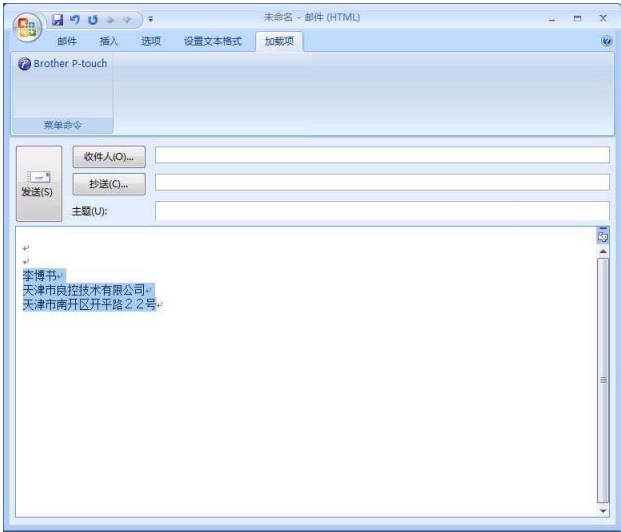 未命名 - 邮件 (HTML)
邮件 插入 选项 设置文本格式 加载项
Brother P-touch
菜单命令
收件人(O)...
发送(S)
抄送(C)...
主题(U):
李博书
天津市良控技术有限公司
天津市南开区开平路２２号